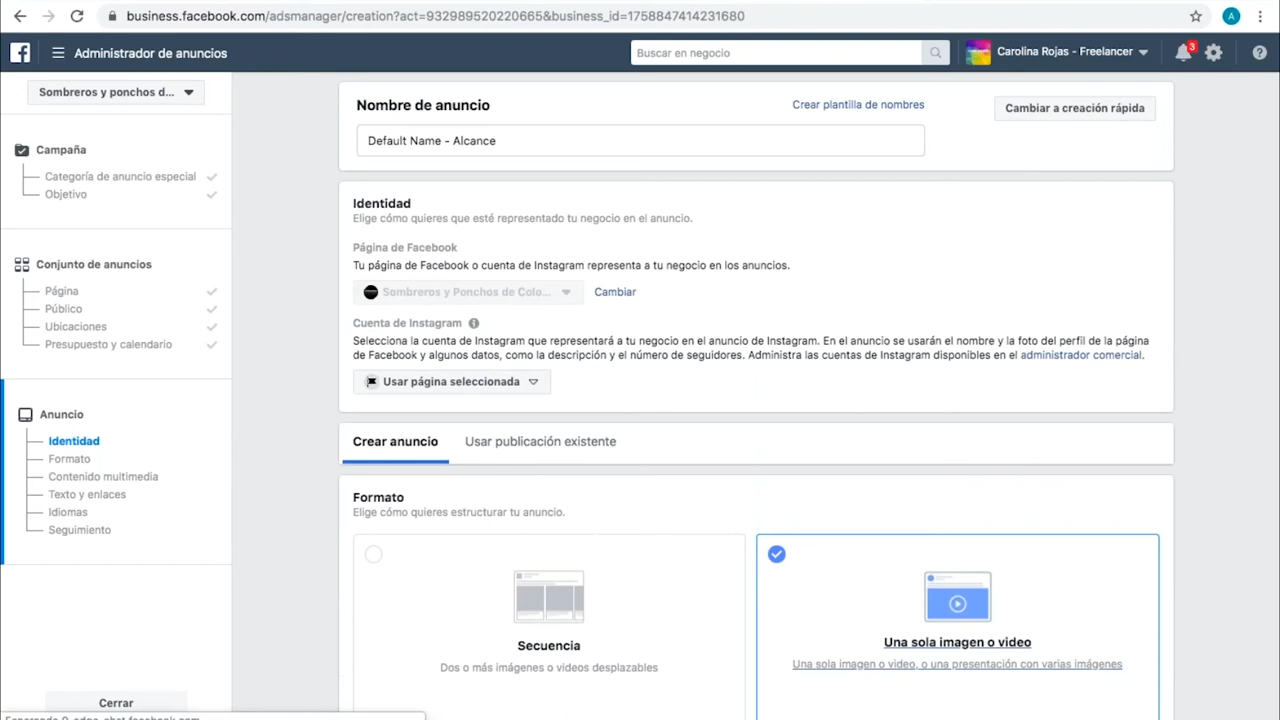 business.facebook.com/adsmanager/creation?act=932989520220665&business_id=1758847414231680
A
Administrador de anuncios
Buscar en negocio
Carolina Rojas - Freelancer
3
Sombreros y ponchos d...
Campaña
Categoría de anuncio especial
Objetivo
Conjunto de anuncios
Página
Público
Ubicaciones
Presupuesto y calendario
Anuncio
Identidad
Formato
Contenido multimedia
Texto y enlaces
Idiomas
Seguimiento
Cerrar
Nombre de anuncio
Crear plantilla de nombres
Cambiar a creación rápida
Default Name - Alcance
Identidad
Elige cómo quieres que esté representado tu negocio en el anuncio.
Página de Facebook
Tu página de Facebook o cuenta de Instagram representa a tu negocio en los anuncios.
Sombreros y Ponchos de Colo...
Cambiar
Cuenta de Instagram
Selecciona la cuenta de Instagram que representará a tu negocio en el anuncio de Instagram. En el anuncio se usarán el nombre y la foto del perfil de la página
de Facebook y algunos datos, como la descripción y el número de seguidores. Administra las cuentas de Instagram disponibles en el administrador comercial.
Usar página seleccionada
Crear anuncio
Usar publicación existente
Formato
Elige cómo quieres estructurar tu anuncio.
Secuencia
Dos o más imágenes o videos desplazables
Una sola imagen o video
Una sola imagen o video, o una presentación con varias imágenes